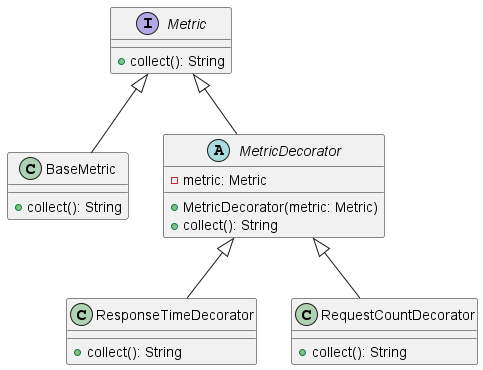 I Metric
collect(): String
C BaseMetric
collect(): String
A MetricDecorator
metric: Metric
MetricDecorator(metric: Metric)
collect(): String
C ResponseTimeDecorator
collect(): String
C RequestCountDecorator
collect(): String